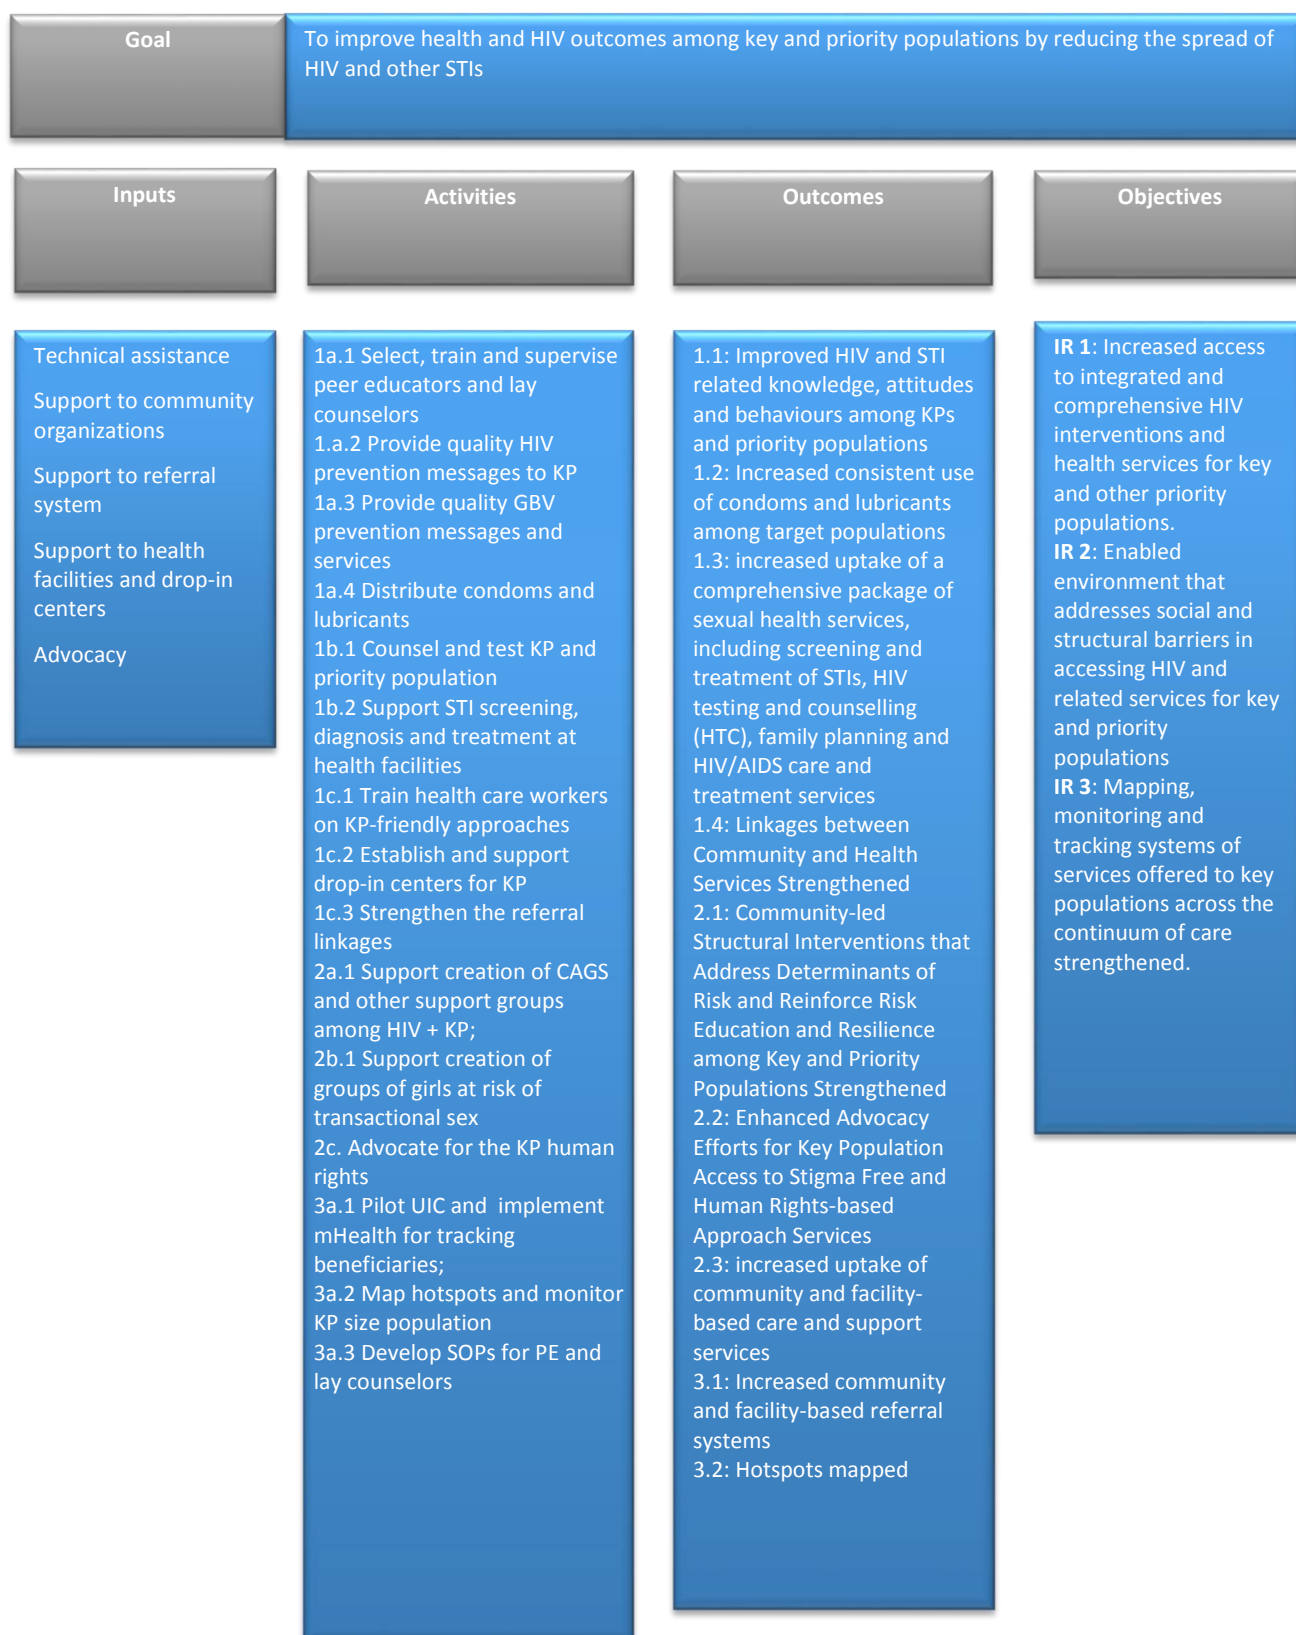 Goal
To improve health and HIV outcomes among key and priority populations by reducing the spread of
HIV and other STIs
Inputs
Activities
Outcomes
Objectives
Technical assistance
Support to community
organizations
Support to referral
system
Support to health
facilities and drop-in
centers
Advocacy
1a.1 Select, train and supervise
peer educators and lay
counselors
1.a.2 Provide quality HIV
prevention messages to KP
1a.3 Provide quality GBV
prevention messages and
services
1a.4 Distribute condoms and
lubricants
1b.1 Counsel and test KP and
priority population
1b.2 Support STI screening,
diagnosis and treatment at
health facilities
1c.1 Train health care workers
on KP-friendly approaches
1c.2 Establish and support
drop-in centers for KP
1c.3 Strengthen the referral
linkages
2a.1 Support creation of CAGS
and other support groups
among HIV + KP;
2b.1 Support creation of
groups of girls at risk of
transactional sex
2c. Advocate for the KP human
rights
3a.1 Pilot UIC and  implement
mHealth for tracking
beneficiaries;
3a.2 Map hotspots and monitor
KP size population
3a.3 Develop SOPs for PE and
lay counselors
1.1: Improved HIV and STI
related knowledge, attitudes
and behaviours among KPs
and priority populations
1.2: Increased consistent use
of condoms and lubricants
among target populations
1.3: increased uptake of a
comprehensive package of
sexual health services,
including screening and
treatment of STIs, HIV
testing and counselling
(HTC), family planning and
HIV/AIDS care and
treatment services
1.4: Linkages between
Community and Health
Services Strengthened
2.1: Community-led
Structural Interventions that
Address Determinants of
Risk and Reinforce Risk
Education and Resilience
among Key and Priority
Populations Strengthened
2.2: Enhanced Advocacy
Efforts for Key Population
Access to Stigma Free and
Human Rights-based
Approach Services
2.3: increased uptake of
community and facility-
based care and support
services
3.1: Increased community
and facility-based referral
systems
3.2: Hotspots mapped
IR 1: Increased access
to integrated and
comprehensive HIV
interventions and
health services for key
and other priority
populations.
IR 2: Enabled
environment that
addresses social and
structural barriers in
accessing HIV and
related services for key
and priority
populations
IR 3: Mapping,
monitoring and
tracking systems of
services offered to key
populations across the
continuum of care
strengthened.